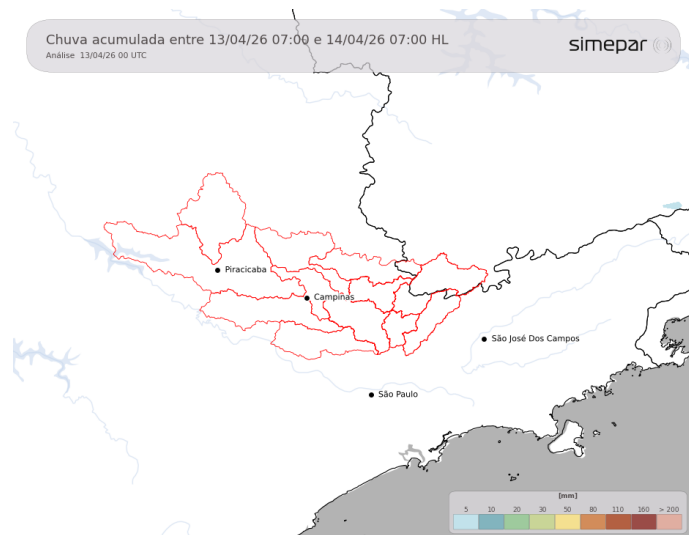 Chuva acumulada entre 13/04/26 07:00 e 14/04/26 07:00 HL
Análise 13/04/26 00 UTC
simepar
Piracicaba
Campinas
São José Dos Campos
São Paulo
[mm]
5 10 20 30 50 80 110 160 > 200